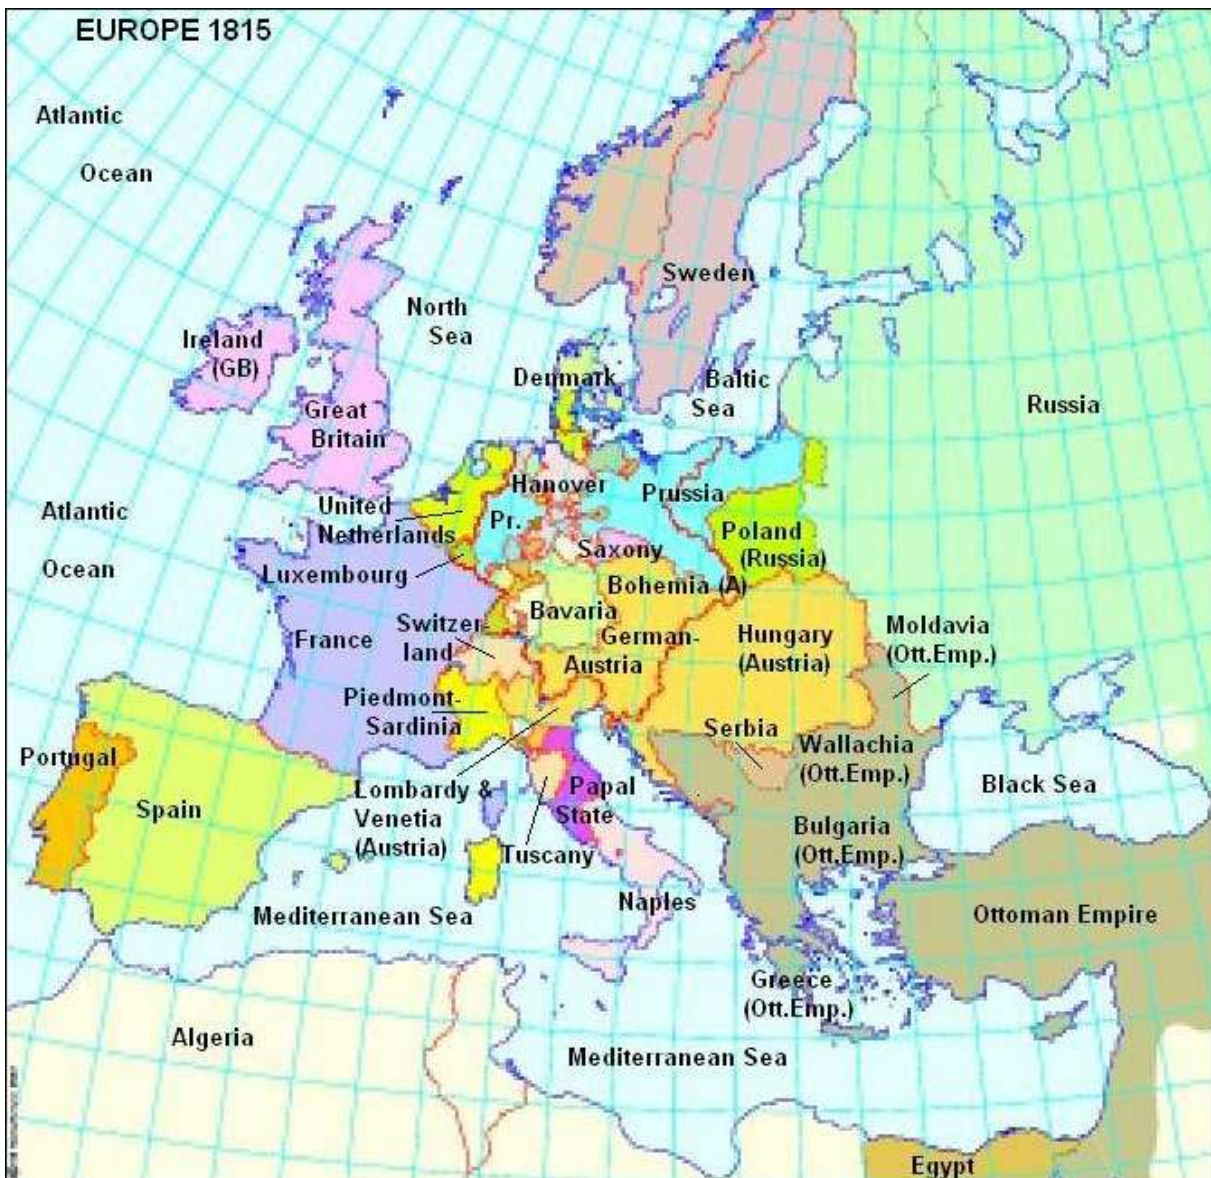 EUROPE 1815
Atlantic
Ocean
Sweden
North
Sea
Ireland
(GB)
Denmark
Baltic
Sea
Russia
Great
Britain
Hanover
Prussia
United
Netherlands
Pr.
Atlantic
Ocean
Poland
(Russia)
Saxony
Luxembourg
Bohemia (A)
Bavaria
Switzer-
land
France
German-
Austria
Hungary
(Austria)
Moldavia
(Ott.Emp.)
Piedmont-
Sardinia
Serbia
Wallachia
(Ott.Emp.)
Portugal
Spain
Lombardy &
Venetia
(Austria)
Papal
State
Black Sea
Bulgaria
(Ott.Emp.)
Tuscany
Naples
Mediterranean Sea
Ottoman Empire
Greece
(Ott.Emp.)
Algeria
Mediterranean Sea
Egypt